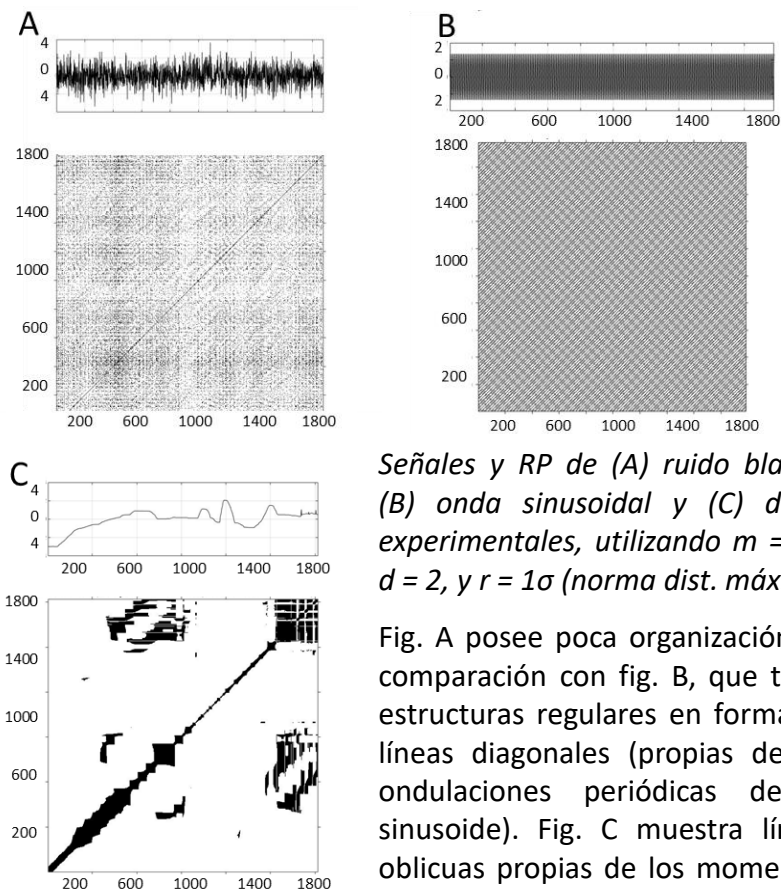 A
4
0
4
1800
1400
1000
600
200
200 600 1000 1400 1800
B
2
0
2
200 600 1000 1400 1800
1800
1400
1000
600
200
200 600 1000 1400 1800
C
4
0
4
200 600 1000 1400 1800
1800
1400
1000
600
200
200 600 1000 1400 1800
Señales y RP de (A) ruido bla
(B) onda sinusoidal y (C) d
experimentales, utilizando m =
d = 2, y r = 1σ (norma dist. máx
Fig. A posee poca organización
comparación con fig. B, que t
estructuras regulares en forma
líneas diagonales (propias de
ondulaciones periódicas de
sinusoide). Fig. C muestra lín
oblicuas propias de los mome